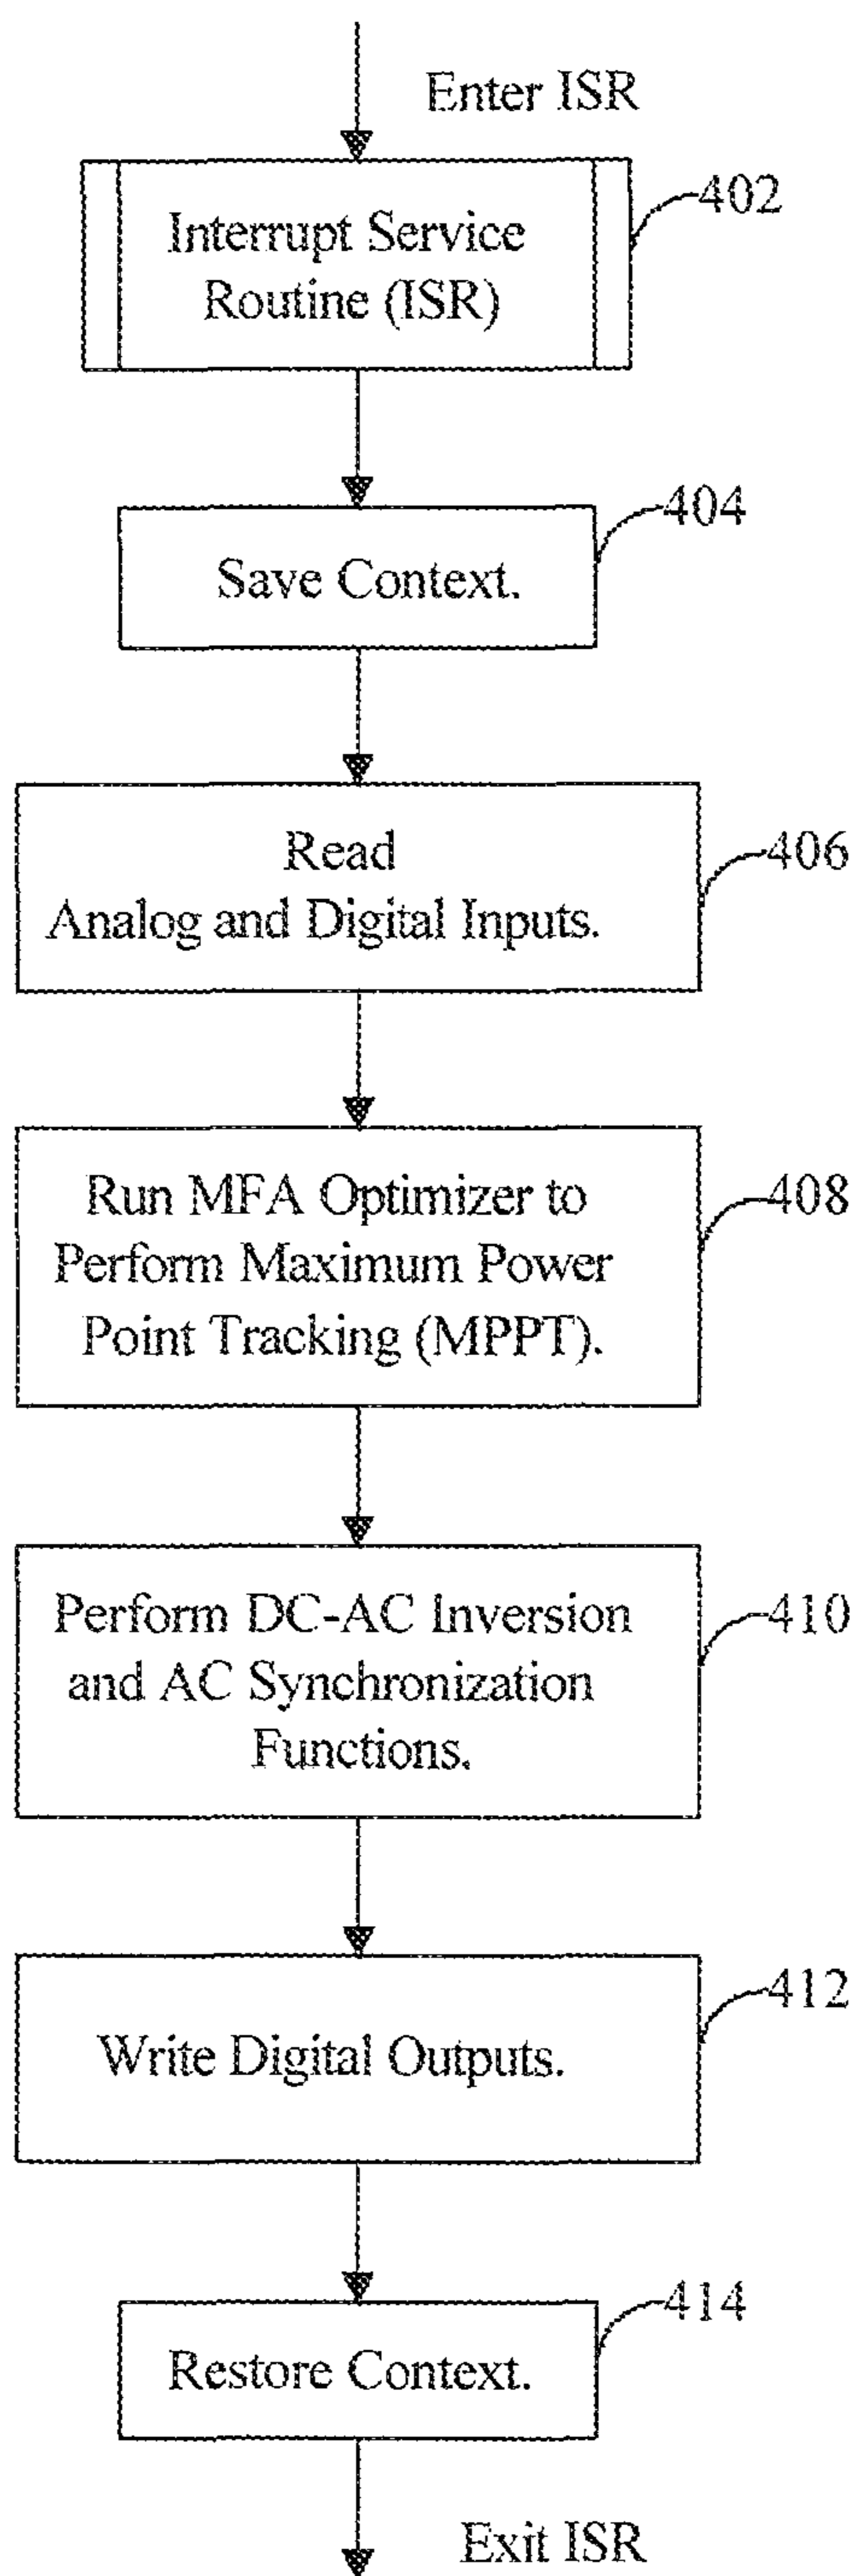 Enter ISR
402
Interrupt Service
Routine (ISR)
404
Save Context.
Read
406
Analog and Digital Inputs.
Run MFA Optimizer to
408
Perform Maximum Power
Point Tracking (MPPT).
Perform DC-AC Inversion
410
and AC Synchronization
Functions.
412
Write Digital Outputs.
414
Restore Context.
Exit ISR